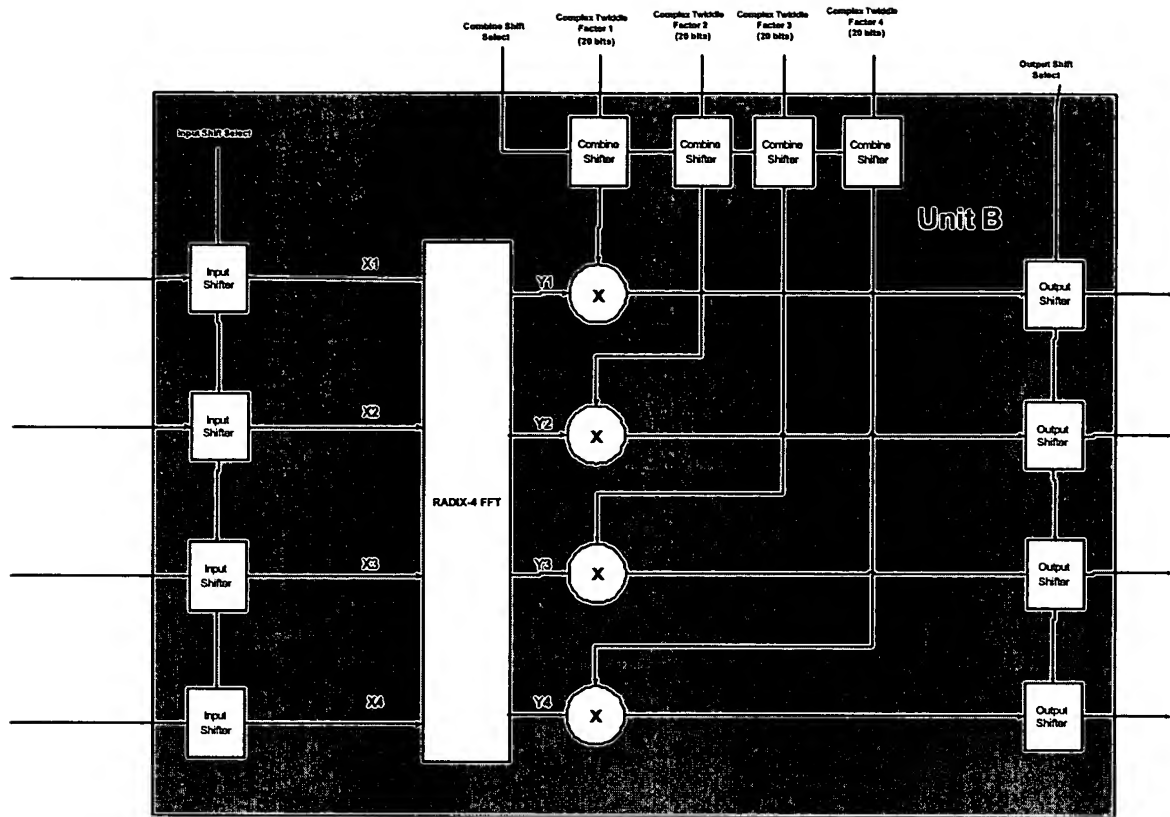 Complex Twiddle
Factor 1
(20 bits)
Complex Twiddle
Factor 2
(20 bits)
Complex Twiddle
Factor 3
(20 bits)
Complex Twiddle
Factor 4
(20 bits)
Combine Shift
Select
Output Shift
Select
Input Shift Select
Combine
Shifter
Combine
Shifter
Combine
Shifter
Combine
Shifter
Unit B
Input
Shifter
X1
Y1
X
Output
Shifter
Input
Shifter
X2
Y2
X
Output
Shifter
RADIX-4 FFT
Input
Shifter
X3
Y3
X
Output
Shifter
Input
Shifter
X4
Y4
X
Output
Shifter